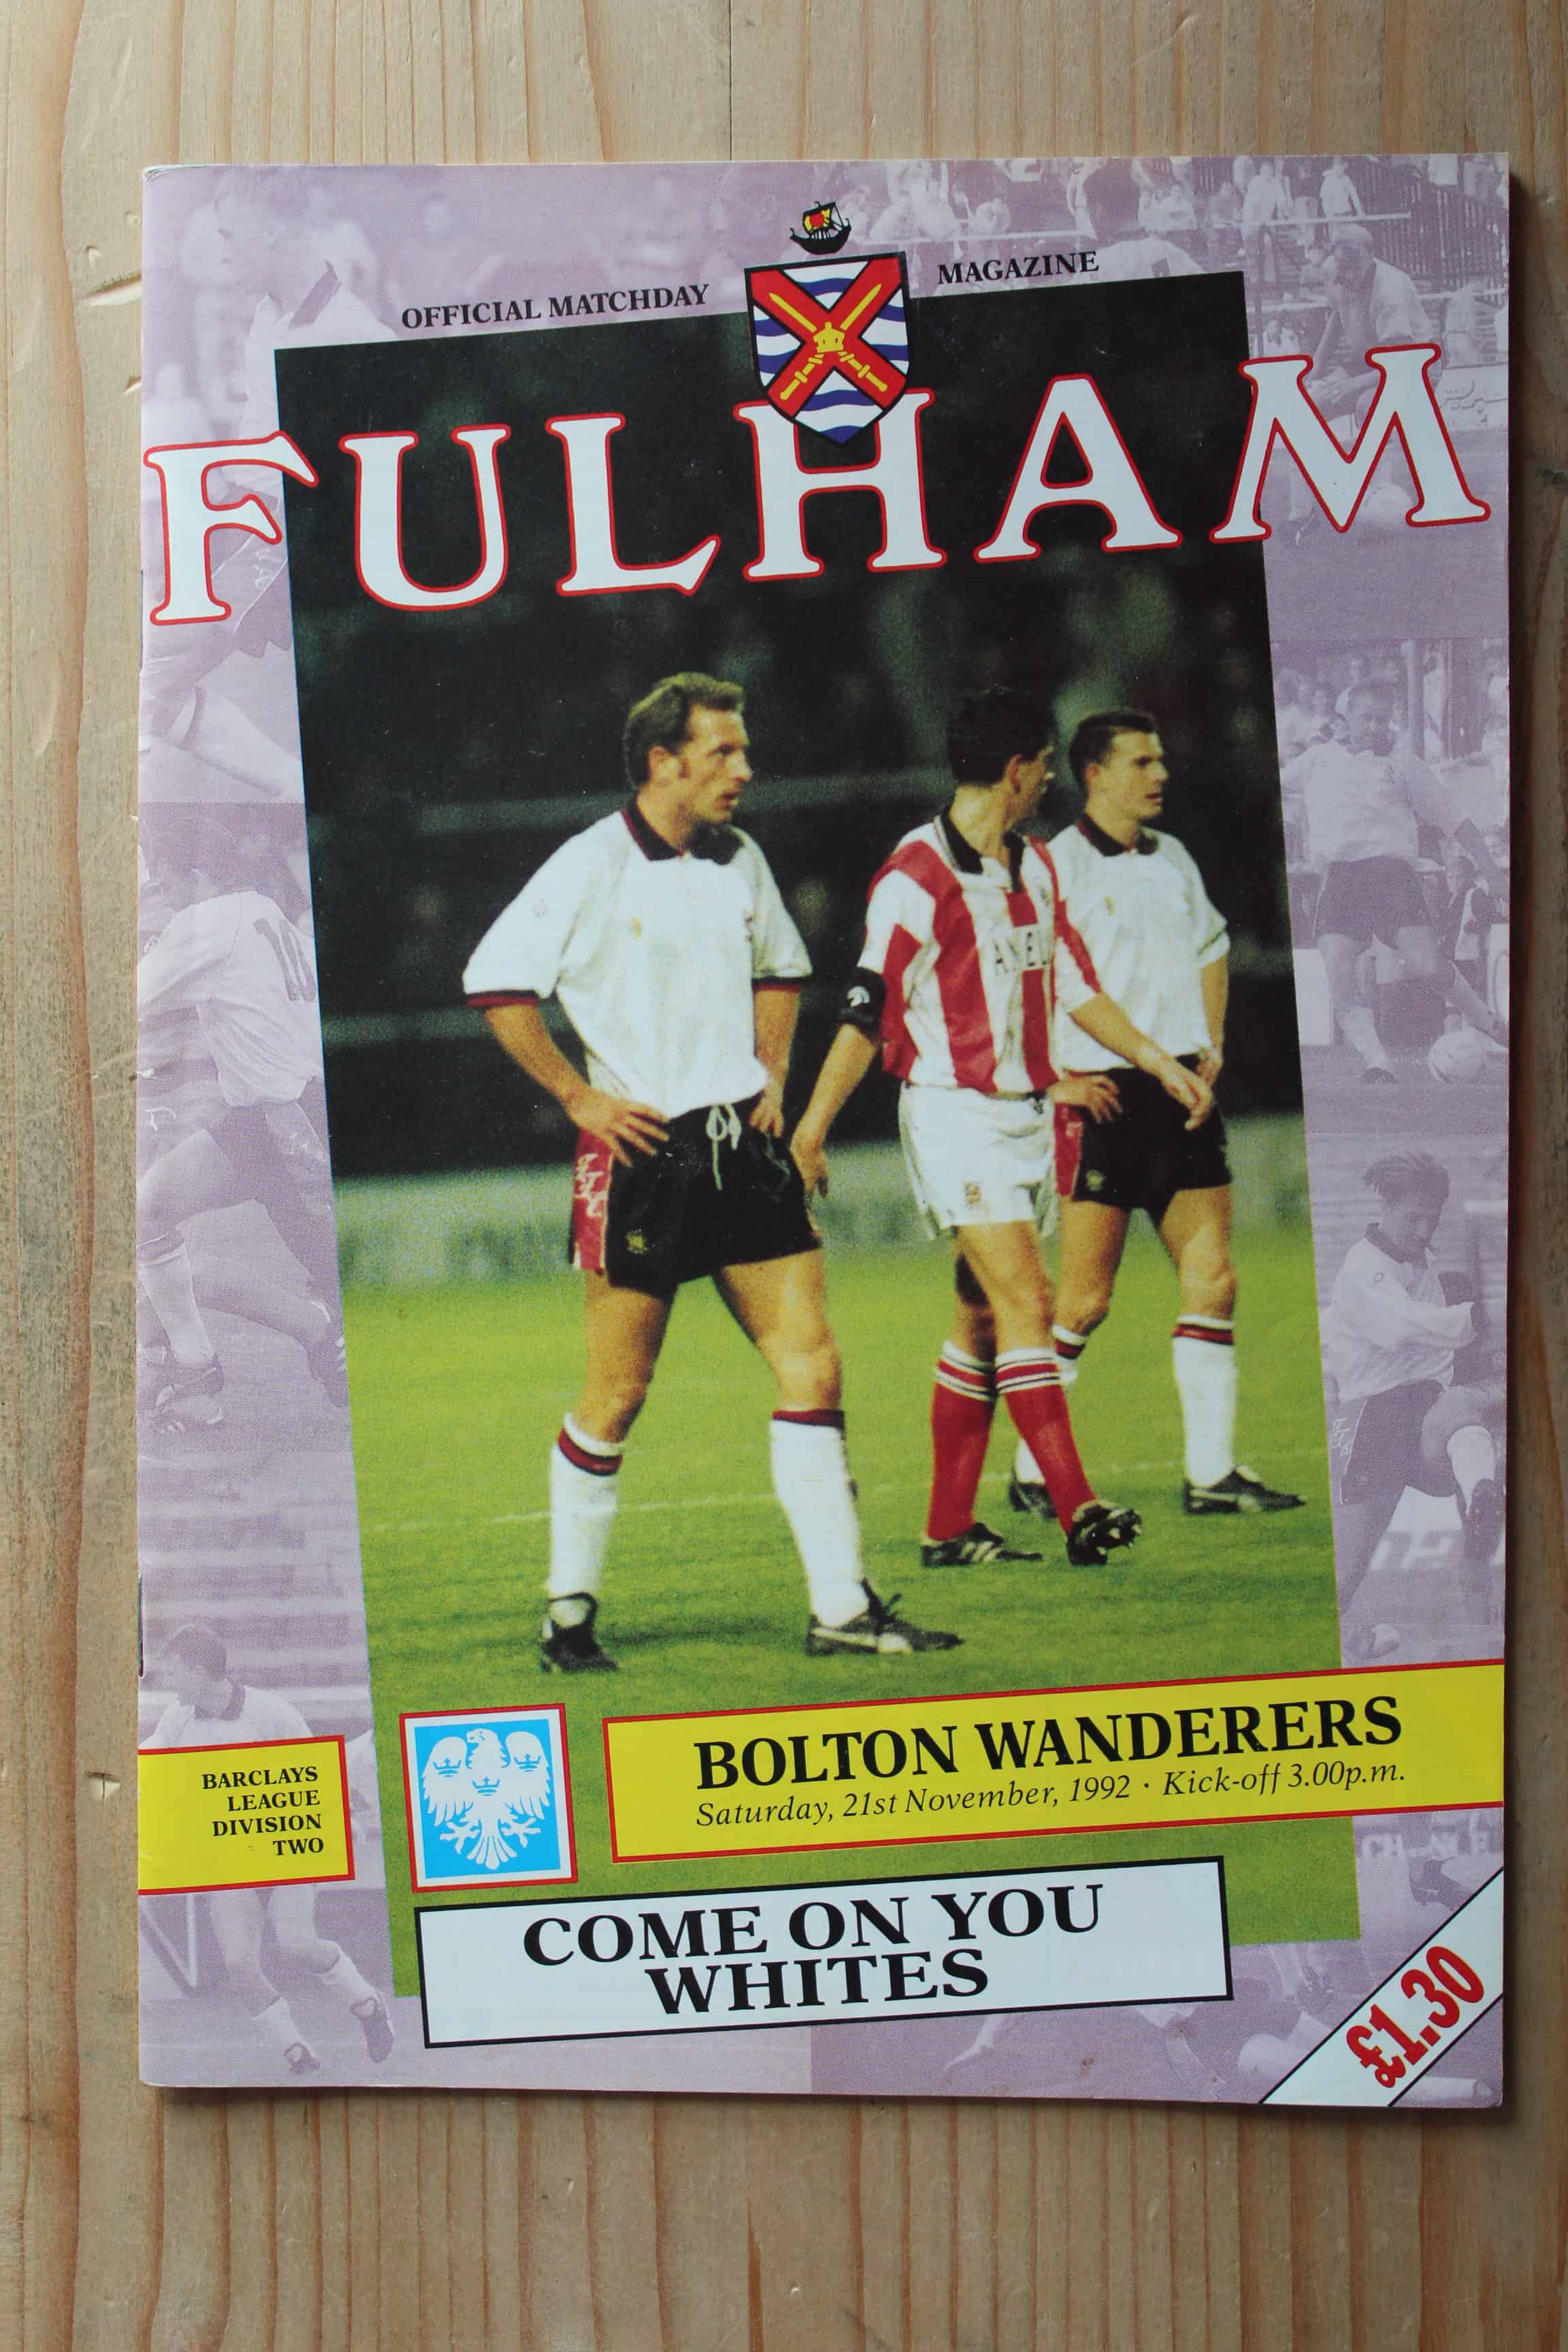 OFFICIAL MATCHDAY MAGAZINE
FULHAM
BARCLAYS
LEAGUE
DIVISION
TWO
BOLTON WANDERERS
Saturday, 21st November, 1992 · Kick-off 3.00p.m.
COME ON YOU
WHITES
£1.30